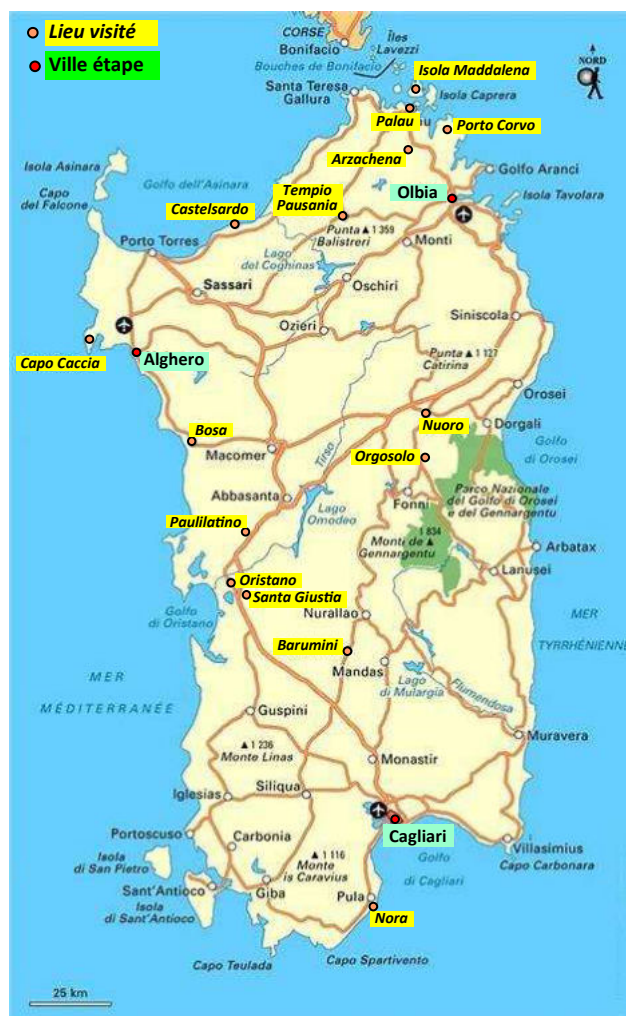 Lieu visité
Ville étape
CORSE
Bonifacio
Îles
Lavezzi
Bouches de Bonifacio
NORD
Isola Maddalena
Santa Teresa
Gallura
Isola Caprera
Palau
Porto Corvo
Arzachena
Isola Asinara
Golfo Aranci
Capo
del Falcone
Golfo dell'Asinara
Tempio
Pausania
Olbia
Isola Tavolara
Castelsardo
Punta ▲ 1 359
Balistreri
Porto Torres
Monti
Lago
del Coghinas
Sassari
Oschiri
Ozieri
Siniscola
Capo Caccia
Alghero
Punta ▲ 1 127
Catirina
Orosei
Nuoro
Dorgali
Bosa
Macomer
Tirso
Orgosolo
Golfo
di Orosei
Abbasanta
Fonni
Parco Nazionale
del Golfo di Orosei
e del Gennargentu
Lago
Omodeo
Paulilatino
1 834
Monte de ▲
Gennargentu
Arbatax
Lanusei
Oristano
Santa Giustia
Golfo
di Oristano
Nurallao
MER
TYRRHÉNIENNE
Barumini
Mandas
MER
MÉDITERRANÉE
Lago
di Mulargia
Flumendosa
Guspini
Muravera
▲ 1 236
Monte Linas
Monastir
Iglesias
Siliqua
Cagliari
Portoscuso
Carbonia
Villasimius
Capo Carbonara
Isola
di San Pietro
▲ 1 116
Monte
is Caravius
Golfo
di Cagliari
Sant'Antioco
Giba
Pula
Isola
di Sant'Antioco
Nora
Capo Teulada
Capo Spartivento
25 km